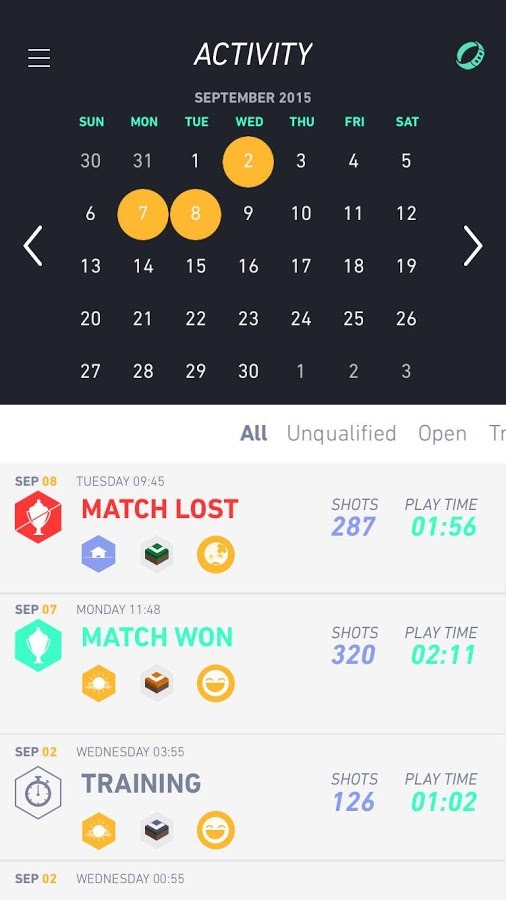 ACTIVITY
SEPTEMBER 2015
SUN MON TUE WED THU FRI SAT
30 31 1 2 3 4 5
6 7 8 9 10 11 12
13 14 15 16 17 18 19
20 21 22 23 24 25 26
27 28 29 30 1 2 3
All Unqualified Open Tr
SEP 08 TUESDAY 09:45
MATCH LOST
SHOTS PLAY TIME
287 01:56
SEP 07 MONDAY 11:48
MATCH WON
SHOTS PLAY TIME
320 02:11
SEP 02 WEDNESDAY 03:55
TRAINING
SHOTS PLAY TIME
126 01:02
SEP 02 WEDNESDAY 00:55